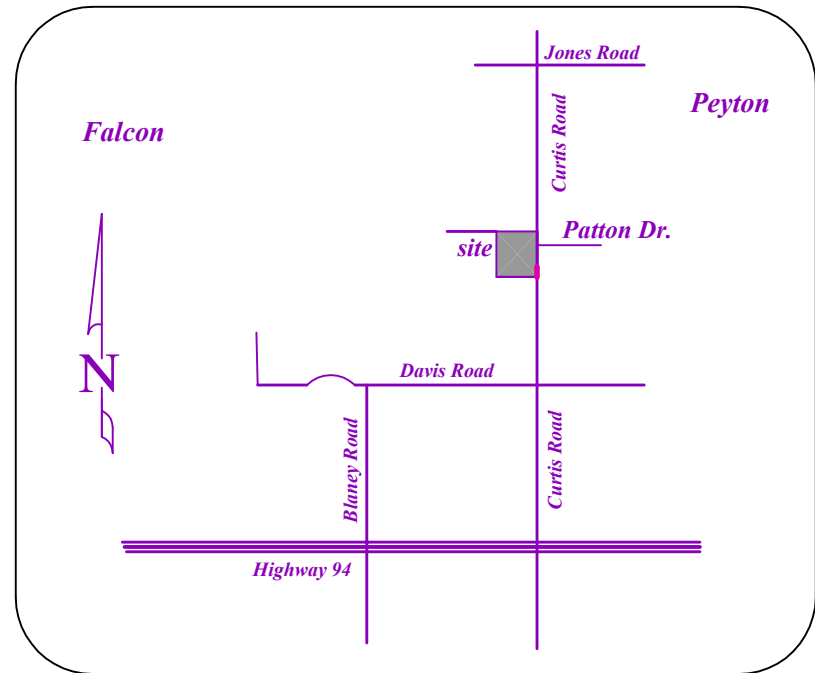 Jones Road
Peyton
Falcon
Curtis Road
Patton Dr.
site
N
Davis Road
Blaney Road
Curtis Road
Highway 94